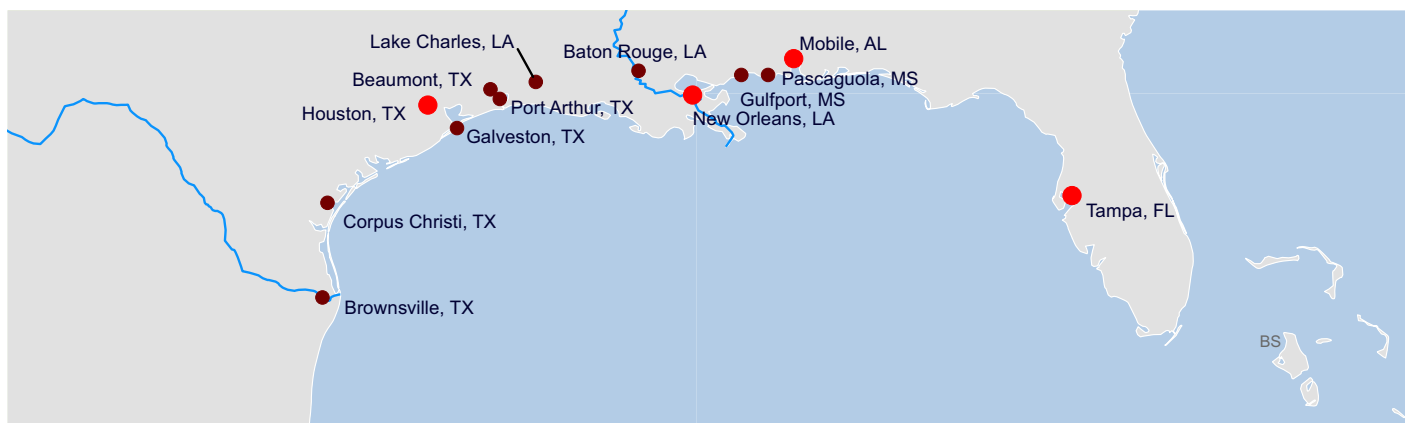 Lake Charles, LA
Baton Rouge, LA
Mobile, AL
Beaumont, TX
Pascaguola, MS
Houston, TX
Port Arthur, TX
Gulfport, MS
New Orleans, LA
Galveston, TX
Tampa, FL
Corpus Christi, TX
Brownsville, TX
BS